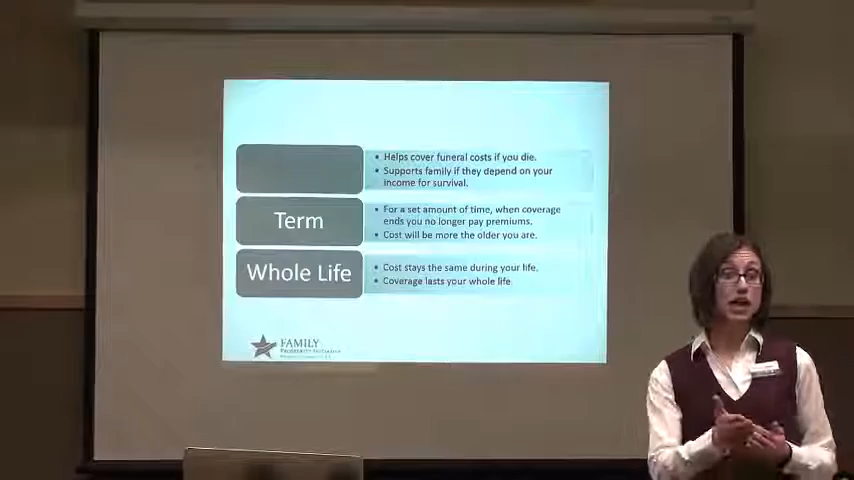 • Helps cover funeral costs if you die.
• Supports family if they depend on your
income for survival.
Term
• For a set amount of time, when coverage
ends you no longer pay premiums.
• Cost will be more the older you are.
Whole Life
• Cost stays the same during your life.
• Coverage lasts your whole life
FAMILY
PROSPERITY INITIATIVE